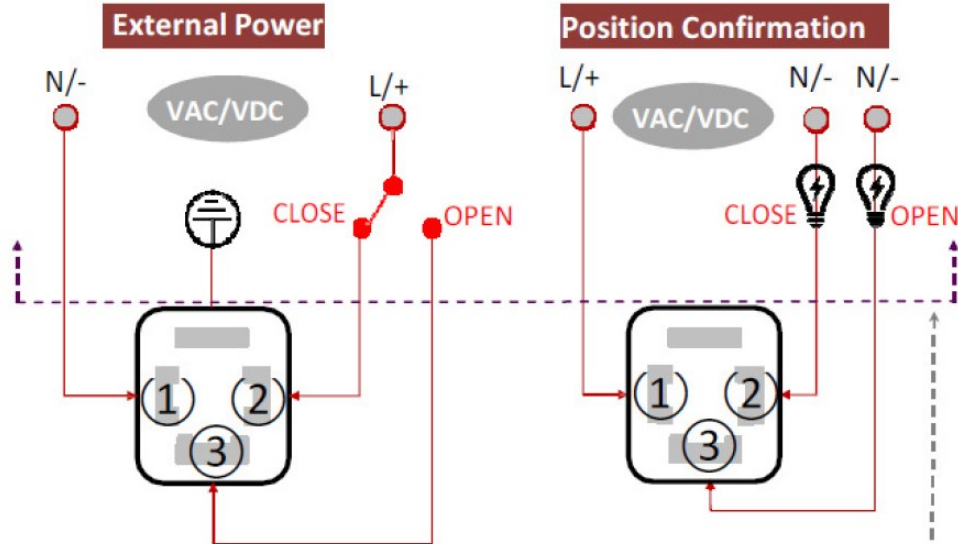 External Power
Position Confirmation
N/-
VAC/VDC
L/+
L/+
VAC/VDC
N/-
N/-
CLOSE
OPEN
CLOSE
OPEN
1
2
3
1
2
3